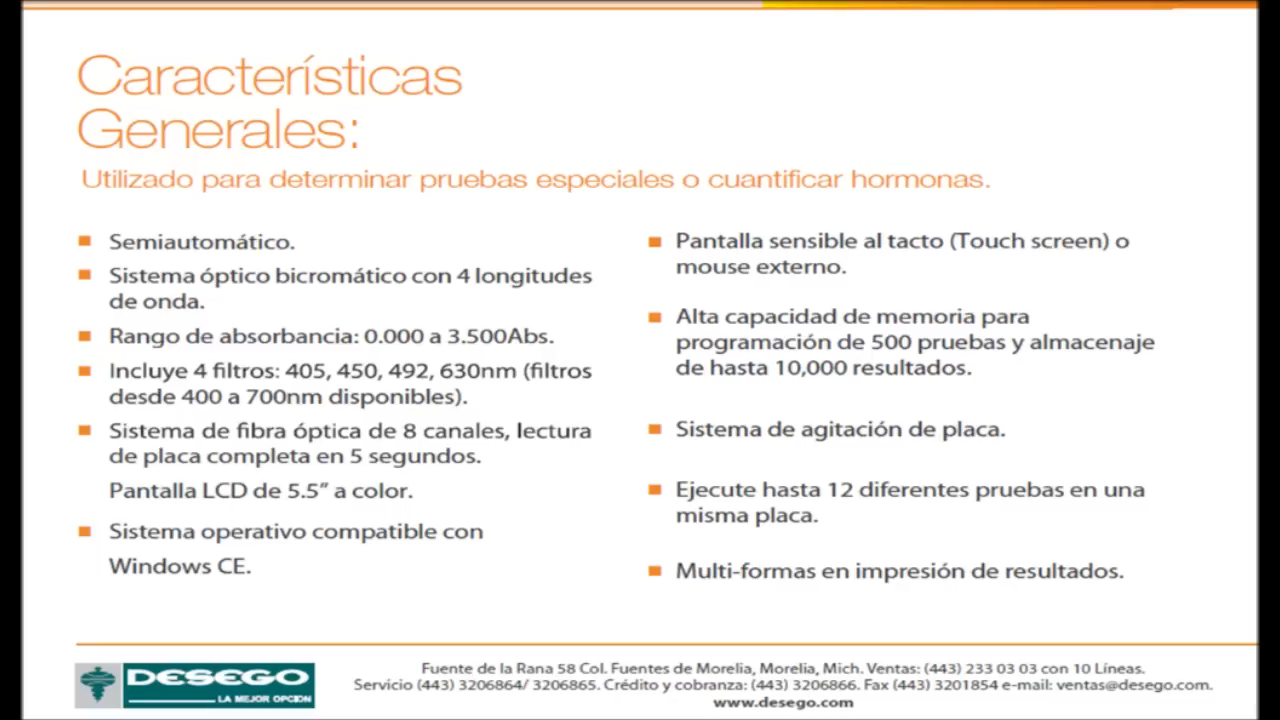 Características
Generales:
Utilizado para determinar pruebas especiales o cuantificar hormonas.
Semiautomático.
Sistema óptico bicromático con 4 longitudes
de onda.
Rango de absorbancia: 0.000 a 3.500Abs.
Incluye 4 filtros: 405, 450, 492, 630nm (filtros
desde 400 a 700nm disponibles).
Sistema de fibra óptica de 8 canales, lectura
de placa completa en 5 segundos.
Pantalla LCD de 5.5” a color.
Sistema operativo compatible con
Windows CE.
Pantalla sensible al tacto (Touch screen) o
mouse externo.
Alta capacidad de memoria para
programación de 500 pruebas y almacenaje
de hasta 10,000 resultados.
Sistema de agitación de placa.
Ejecute hasta 12 diferentes pruebas en una
misma placa.
Multi-formas en impresión de resultados.
DESEGO
LA MEJOR OPCION
Fuente de la Rana 58 Col. Fuentes de Morelia, Morelia, Mich. Ventas: (443) 233 03 03 con 10 Líneas.
Servicio (443) 3206864/ 3206865. Crédito y cobranza: (443) 3206866. Fax (443) 3201854 e-mail: ventas@desego.com.
www.desego.com